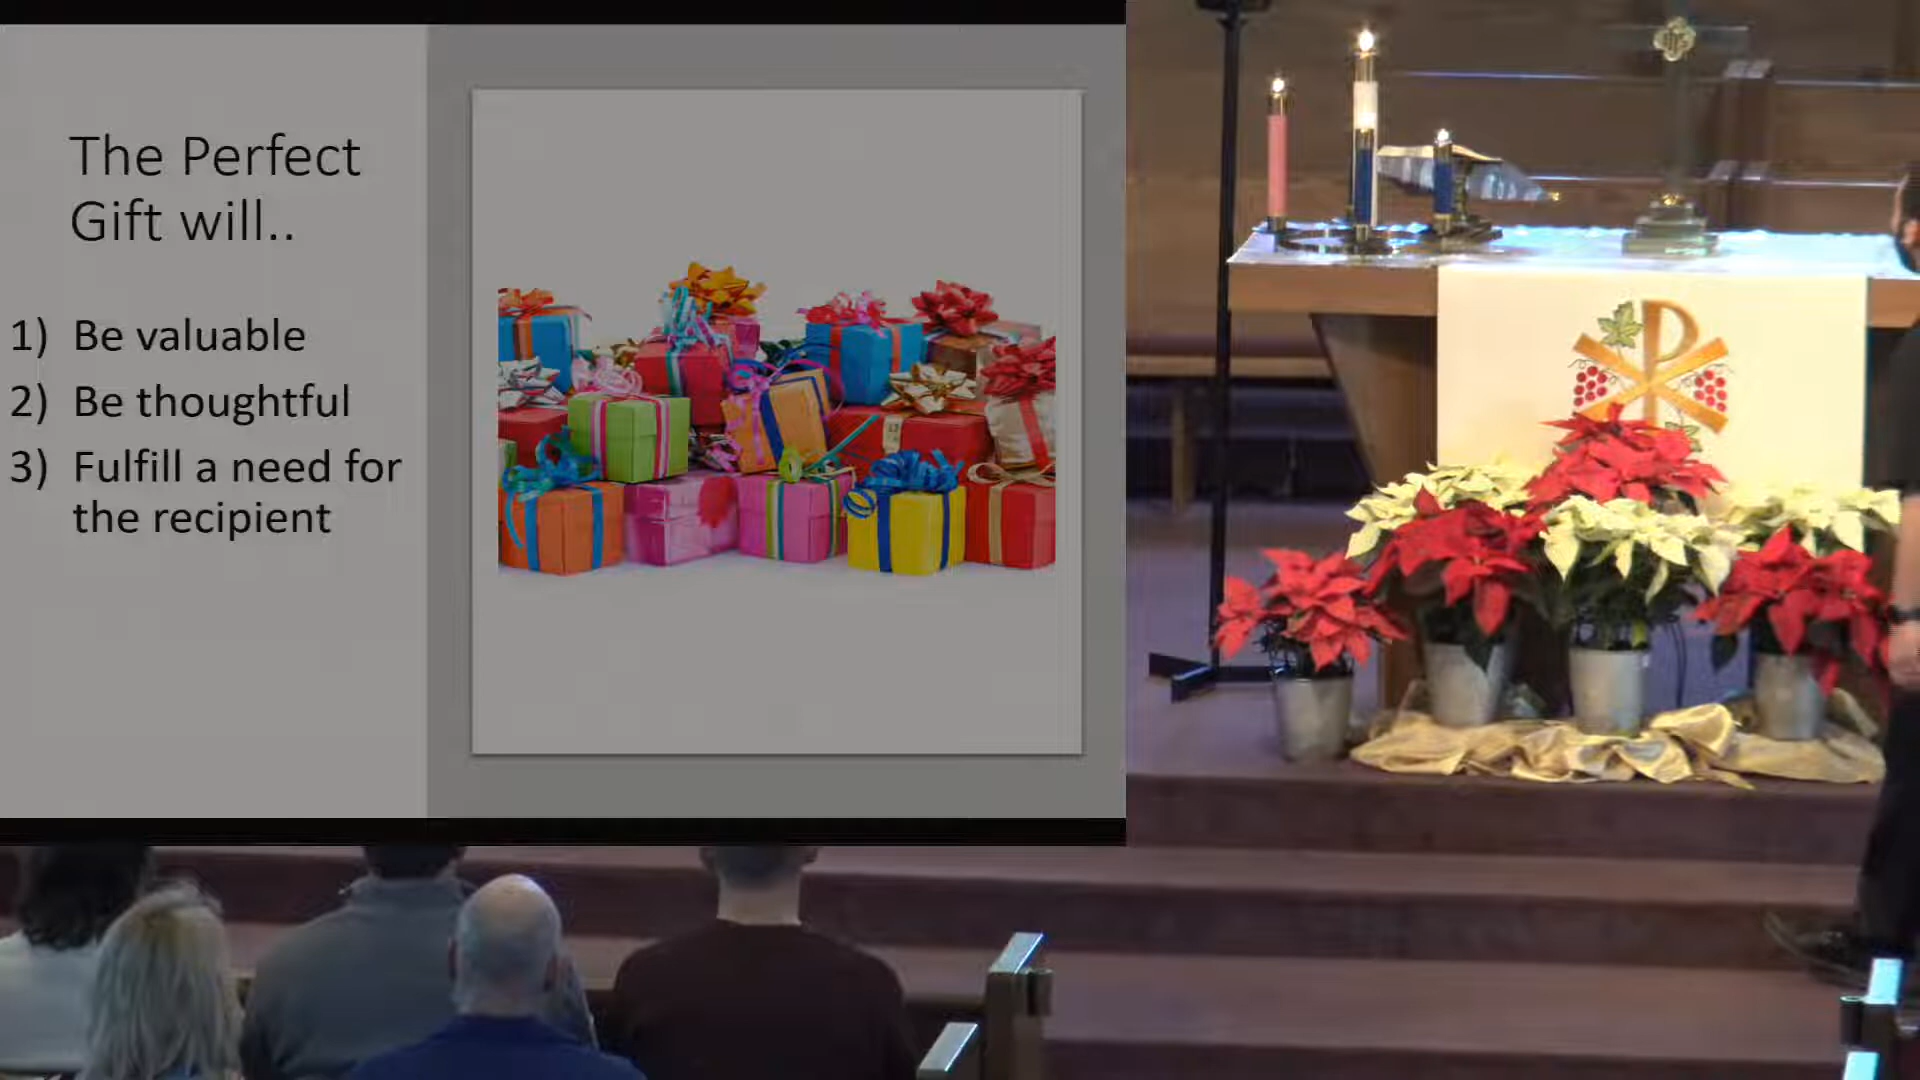 The Perfect
Gift will..
1) Be valuable
2) Be thoughtful
3) Fulfill a need for
the recipient